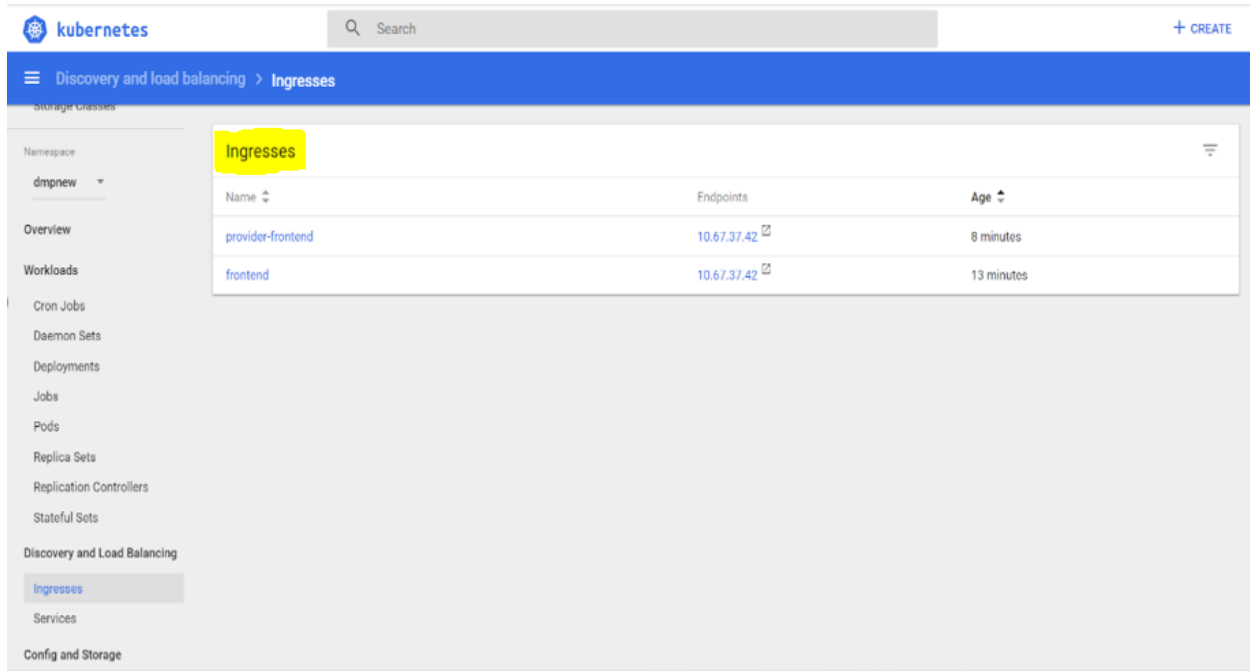 kubernetes
Search
+ CREATE
Discovery and load balancing > Ingresses
Storage Classes
Namespace
dmpnew
Overview
Workloads
Cron Jobs
Daemon Sets
Deployments
Jobs
Pods
Replica Sets
Replication Controllers
Stateful Sets
Discovery and Load Balancing
Ingresses
Services
Config and Storage
Ingresses
Name Endpoints Age
provider-frontend 10.67.37.42 8 minutes
frontend 10.67.37.42 13 minutes